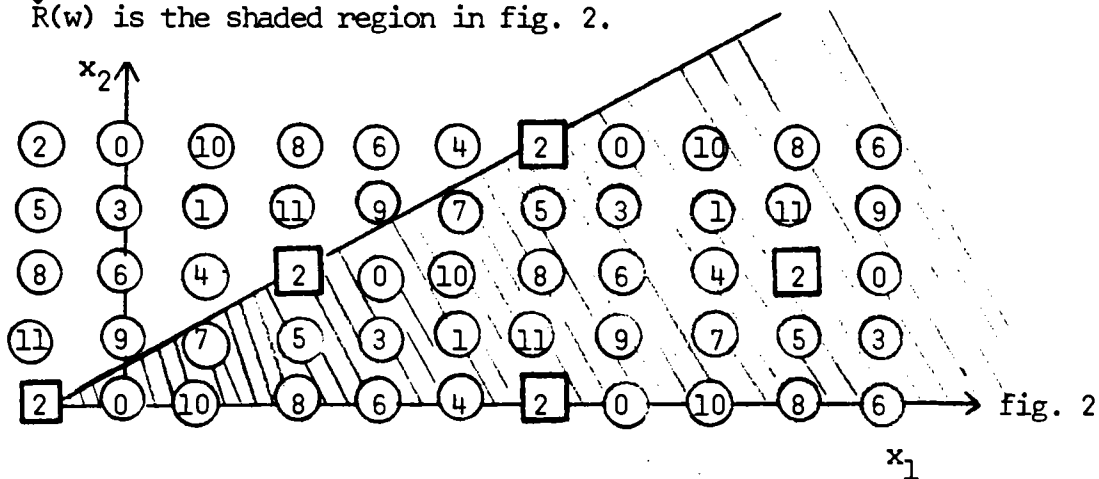 Ř(w) is the shaded region in fig. 2.
x₂
2 0 10 8 6 4 2 0 10 8 6
5 3 1 11 9 7 5 3 1 11 9
8 6 4 2 0 10 8 6 4 2 0
11 9 7 5 3 1 11 9 7 5 3
2 0 10 8 6 4 2 0 10 8 6 fig. 2
x₁